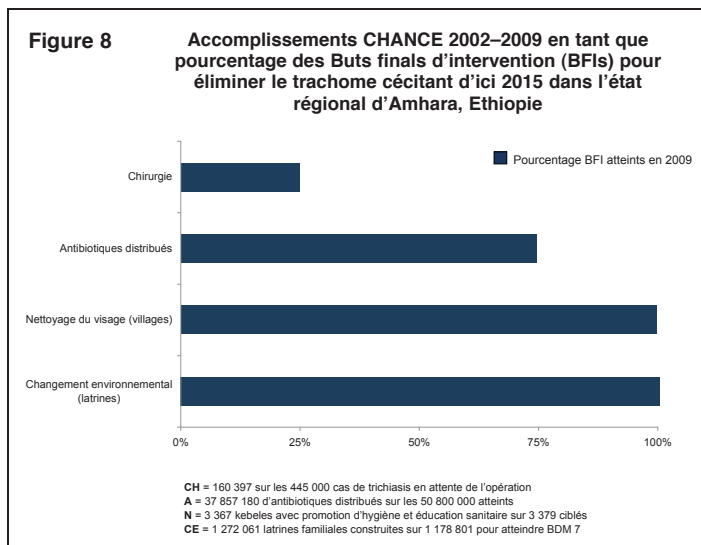 Figure 8
Accomplissements CHANCE 2002–2009 en tant que
pourcentage des Buts finals d'intervention (BFIs) pour
éliminer le trachome cécitant d'ici 2015 dans l'état
régional d'Amhara, Ethiopie
Pourcentage BFI atteints en 2009
Chirurgie
Antibiotiques distribués
Nettoyage du visage (villages)
Changement environnemental
(latrines)
0% 25% 50% 75% 100%
CH = 160 397 sur les 445 000 cas de trichiasis en attente de l'opération
A = 37 857 180 d'antibiotiques distribués sur les 50 800 000 atteints
N = 3 367 kebeles avec promotion d'hygiène et éducation sanitaire sur 3 379 ciblés
CE = 1 272 061 latrines familiales construites sur 1 178 801 pour atteindre BDM 7